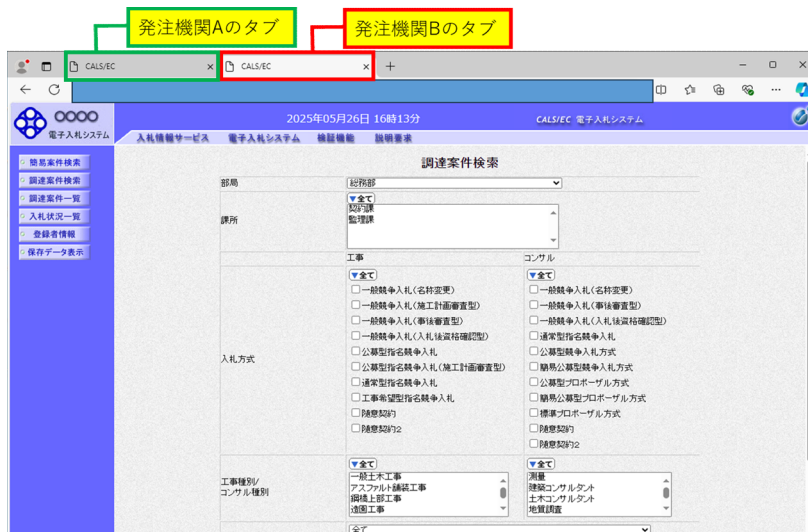 発注機関Aのタブ
発注機関Bのタブ
CALS/EC
CALS/EC
○○○○
電子入札システム
2025年05月26日 16時13分
CALS/EC 電子入札システム
入札情報サービス 電子入札システム 検証機能 説明要求
簡易案件検索
調達案件検索
調達案件一覧
入札状況一覧
登録者情報
保存データ表示
調達案件検索
部局
総務部
課所
▼全て
契約課
監理課
工事
コンサル
入札方式
▼全て
一般競争入札(名称変更)
一般競争入札(施工計画審査型)
一般競争入札(事後審査型)
一般競争入札(入札後資格確認型)
公募型指名競争入札
公募型指名競争入札(施工計画審査型)
通常型指名競争入札
工事希望型指名競争入札
随意契約
随意契約2
▼全て
一般競争入札(名称変更)
一般競争入札(事後審査型)
一般競争入札(入札後資格確認型)
通常型指名競争入札
公募型競争入札方式
簡易公募型競争入札方式
公募型プロポーザル方式
簡易公募型プロポーザル方式
標準プロポーザル方式
随意契約
随意契約2
工事種別/
コンサル種別
▼全て
一般土木工事
アスファルト舗装工事
鋼橋上部工事
造園工事
▼全て
測量
建築コンサルタント
土木コンサルタント
地質調査
全て